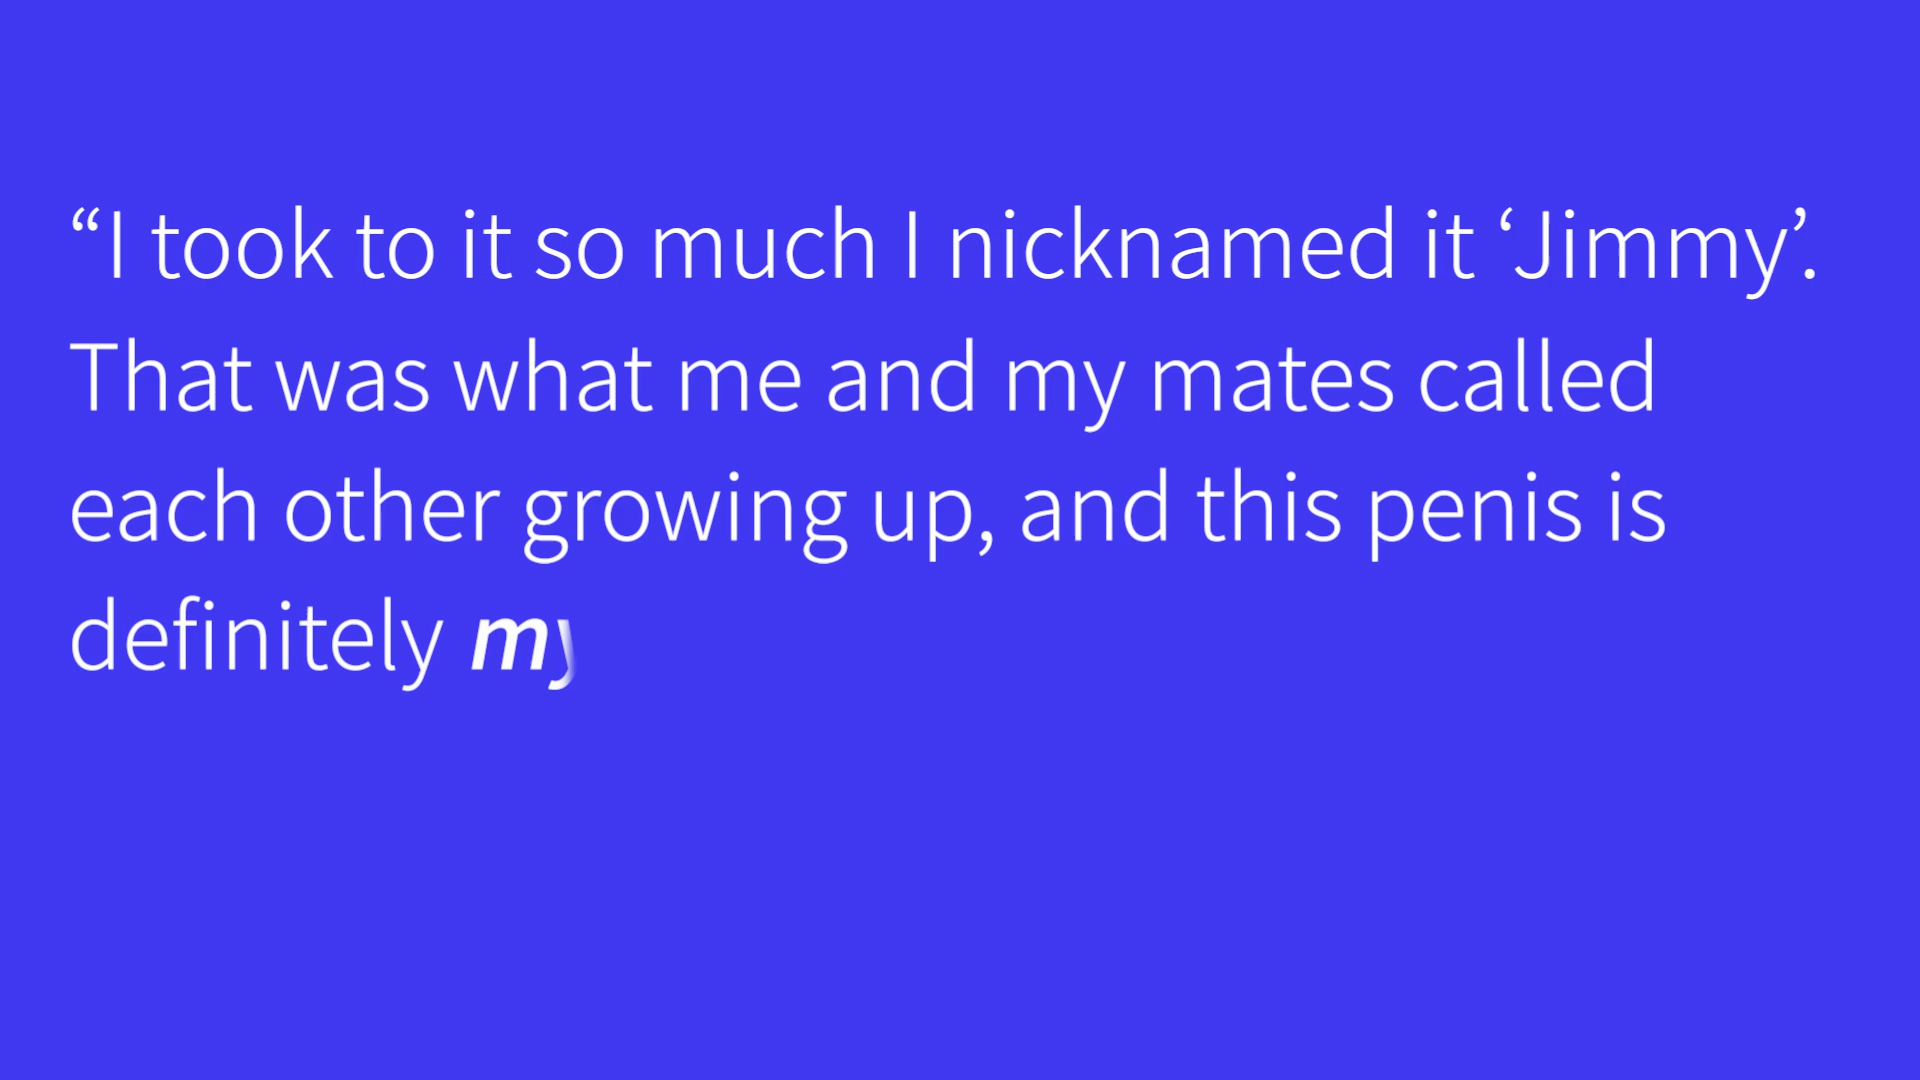 “I took to it so much I nicknamed it ‘Jimmy’.
That was what me and my mates called
each other growing up, and this penis is
definitely my